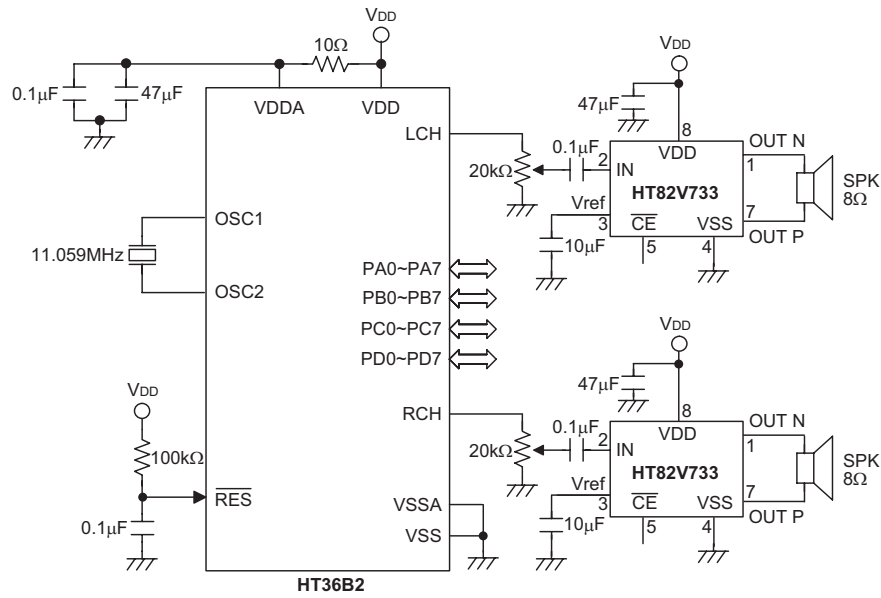 VDD
10Ω
0.1μF
47μF
VDDA
VDD
LCH
OSC1
11.059MHz
OSC2
PA0~PA7
PB0~PB7
PC0~PC7
PD0~PD7
VDD
100kΩ
RES
0.1μF
RCH
VSSA
VSS
HT36B2
VDD
47μF
8
VDD
OUT N
1
0.1μF
2
IN
20kΩ
HT82V733
SPK
8Ω
Vref
3
CE
VSS
7
10μF
5
4
OUT P
VDD
47μF
8
VDD
OUT N
1
0.1μF
2
IN
20kΩ
HT82V733
SPK
8Ω
Vref
3
CE
VSS
7
10μF
5
4
OUT P